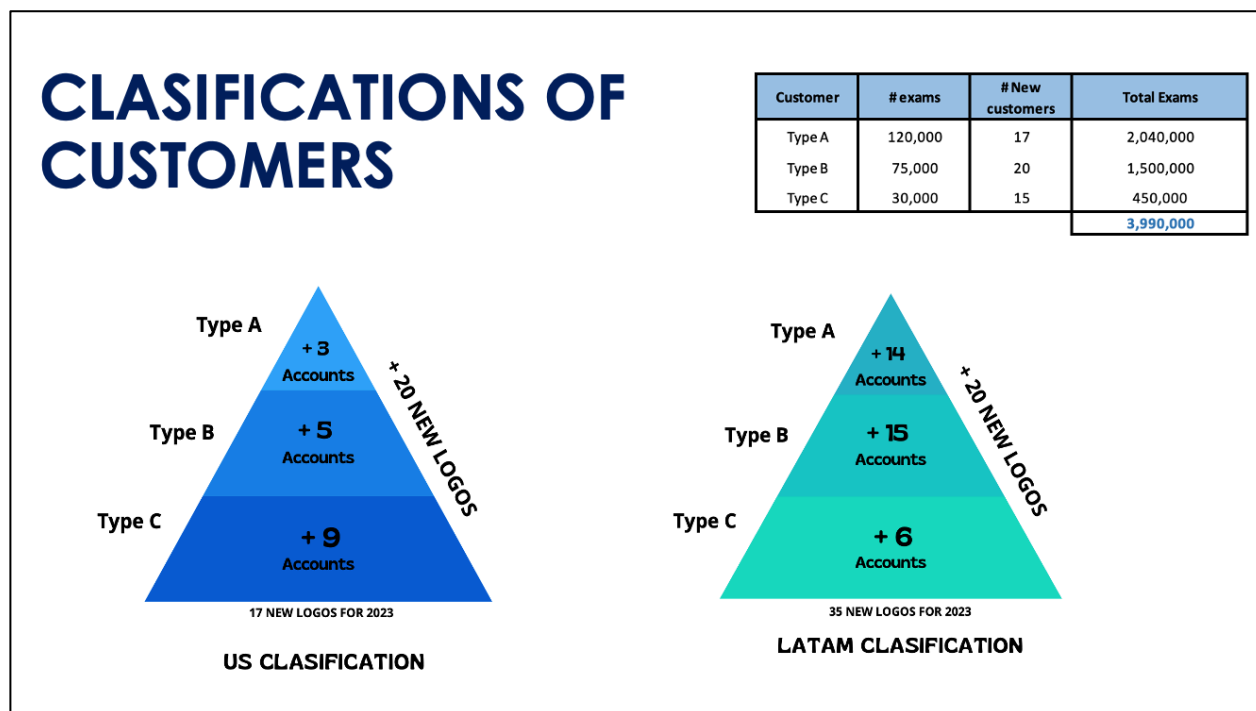 CLASIFICATIONS OF
CUSTOMERS
Customer # exams # New customers Total Exams
Type A 120,000 17 2,040,000
Type B 75,000 20 1,500,000
Type C 30,000 15 450,000
3,990,000
Type A
+ 3
Accounts
Type B
+ 5
Accounts
Type C
+ 9
Accounts
+ 20 NEW LOGOS
17 NEW LOGOS FOR 2023
US CLASIFICATION
Type A
+ 14
Accounts
Type B
+ 15
Accounts
Type C
+ 6
Accounts
+ 20 NEW LOGOS
35 NEW LOGOS FOR 2023
LATAM CLASIFICATION